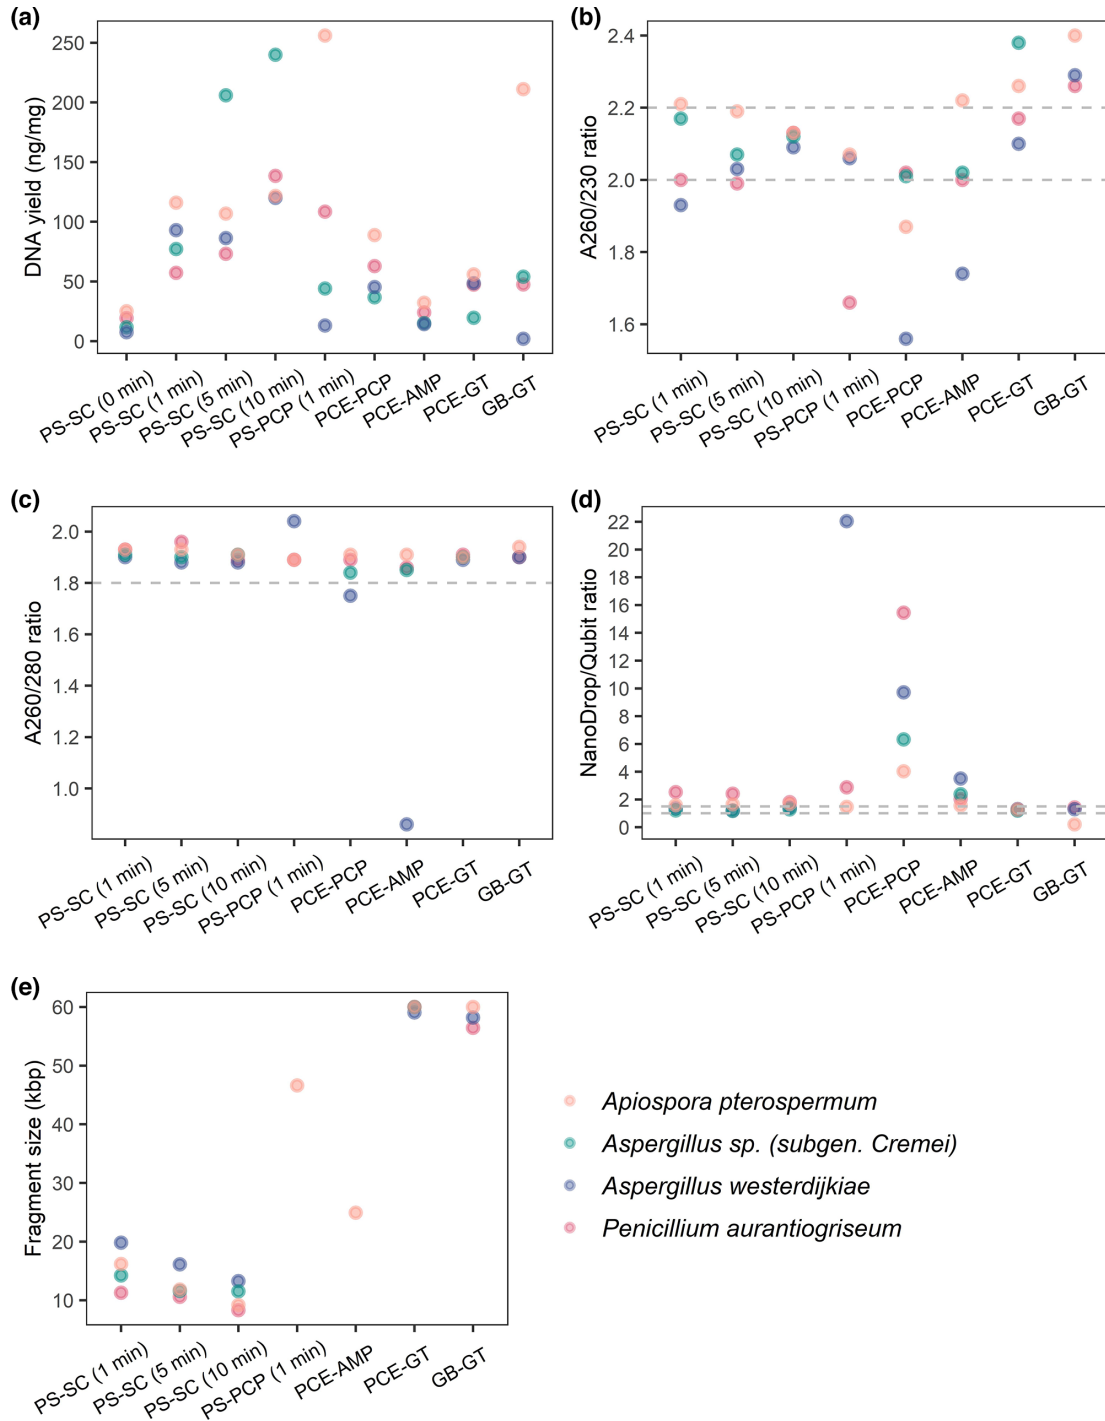 (a)
DNA yield (ng/mg)
250
200
150
100
50
0
PS-SC (0 min)
PS-SC (1 min)
PS-SC (5 min)
PS-SC (10 min)
PS-PCP (1 min)
PCE-PCP
PCE-AMP
PCE-GT
GB-GT
(b)
A260/230 ratio
2.4
2.2
2.0
1.8
1.6
PS-SC (1 min)
PS-SC (5 min)
PS-SC (10 min)
PS-PCP (1 min)
PCE-PCP
PCE-AMP
PCE-GT
GB-GT
(c)
A260/280 ratio
2.0
1.8
1.6
1.4
1.2
1.0
PS-SC (1 min)
PS-SC (5 min)
PS-SC (10 min)
PS-PCP (1 min)
PCE-PCP
PCE-AMP
PCE-GT
GB-GT
(d)
NanoDrop/Qubit ratio
22
20
18
16
14
12
10
8
6
4
2
0
PS-SC (1 min)
PS-SC (5 min)
PS-SC (10 min)
PS-PCP (1 min)
PCE-PCP
PCE-AMP
PCE-GT
GB-GT
(e)
Fragment size (kbp)
60
50
40
30
20
10
PS-SC (1 min)
PS-SC (5 min)
PS-SC (10 min)
PS-PCP (1 min)
PCE-AMP
PCE-GT
GB-GT
Apiospora pterospermum
Aspergillus sp. (subgen. Cremei)
Aspergillus westerdijkiae
Penicillium aurantiogriseum